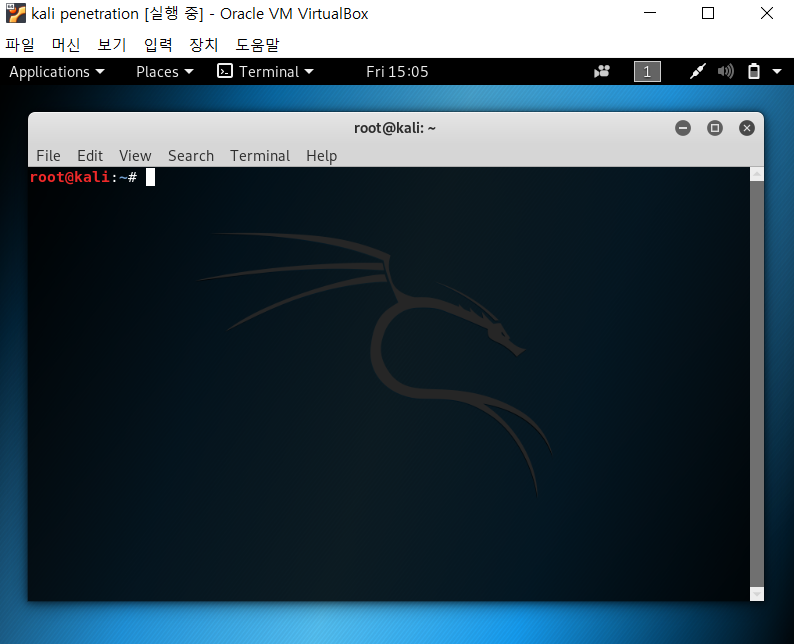 kali penetration [실행 중] - Oracle VM VirtualBox
파일 머신 보기 입력 장치 도움말
Applications Places Terminal Fri 15:05 1
root@kali: ~
File Edit View Search Terminal Help
root@kali:~#